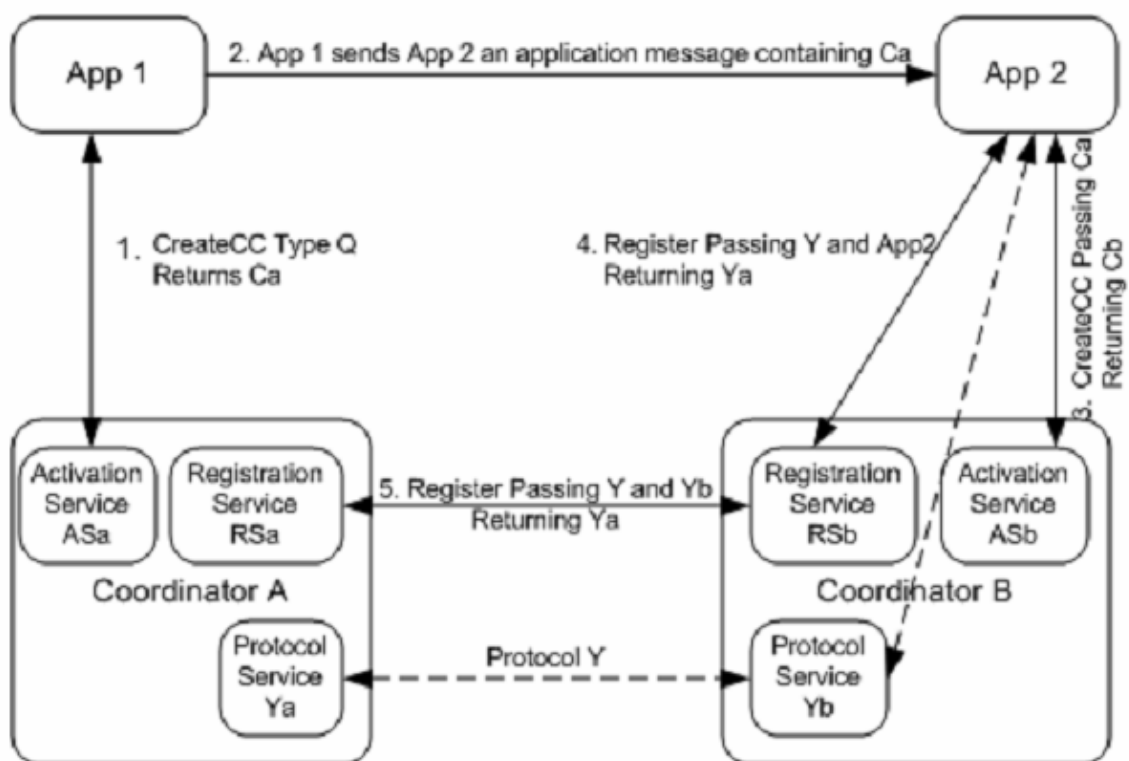 App 1
2. App 1 sends App 2 an application message containing Ca
App 2
1. CreateCC Type Q
Returns Ca
4. Register Passing Y and App2
Returning Ya
3. CreateCC Passing Ca
Returning Cb
Activation
Service
ASa
Registration
Service
RSa
5. Register Passing Y and Yb
Returning Ya
Registration
Service
RSb
Activation
Service
ASb
Coordinator A
Coordinator B
Protocol
Service
Ya
Protocol Y
Protocol
Service
Yb